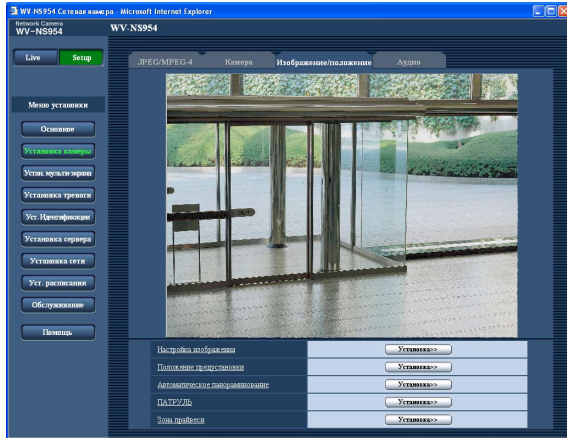 WV-NS954 Сетевая камера - Microsoft Internet Explorer
Network Camera
WV-NS954
WV-NS954
Live
Setup
JPEG/MPEG-4
Камера
Изображение/положение
Аудио
Меню установки
Основное
Установка камеры
Устан. мульти-экрана
Установка тревоги
Уст. Идентификации
Установка сервера
Установка сети
Уст. расписания
Обслуживание
Помощь
Настройка изображения
Установка>>
Положение предустановки
Установка>>
Автоматическое панорамирование
Установка>>
ПАТРУЛЬ
Установка>>
Зона прайвеси
Установка>>